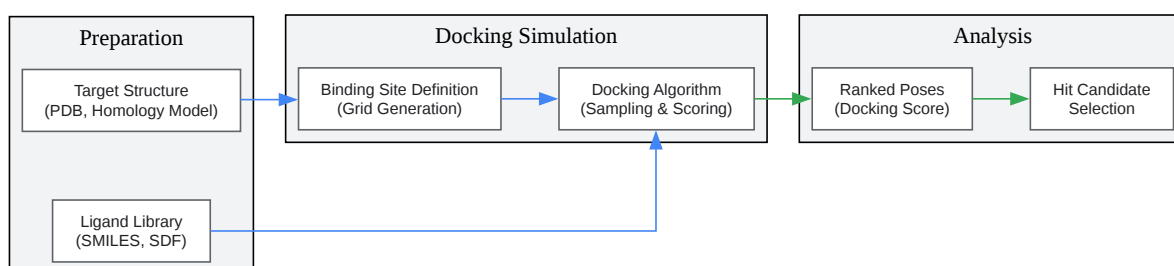 Preparation
Target Structure
(PDB, Homology Model)
Ligand Library
(SMILES, SDF)
Docking Simulation
Binding Site Definition
(Grid Generation)
Docking Algorithm
(Sampling & Scoring)
Analysis
Ranked Poses
(Docking Score)
Hit Candidate
Selection